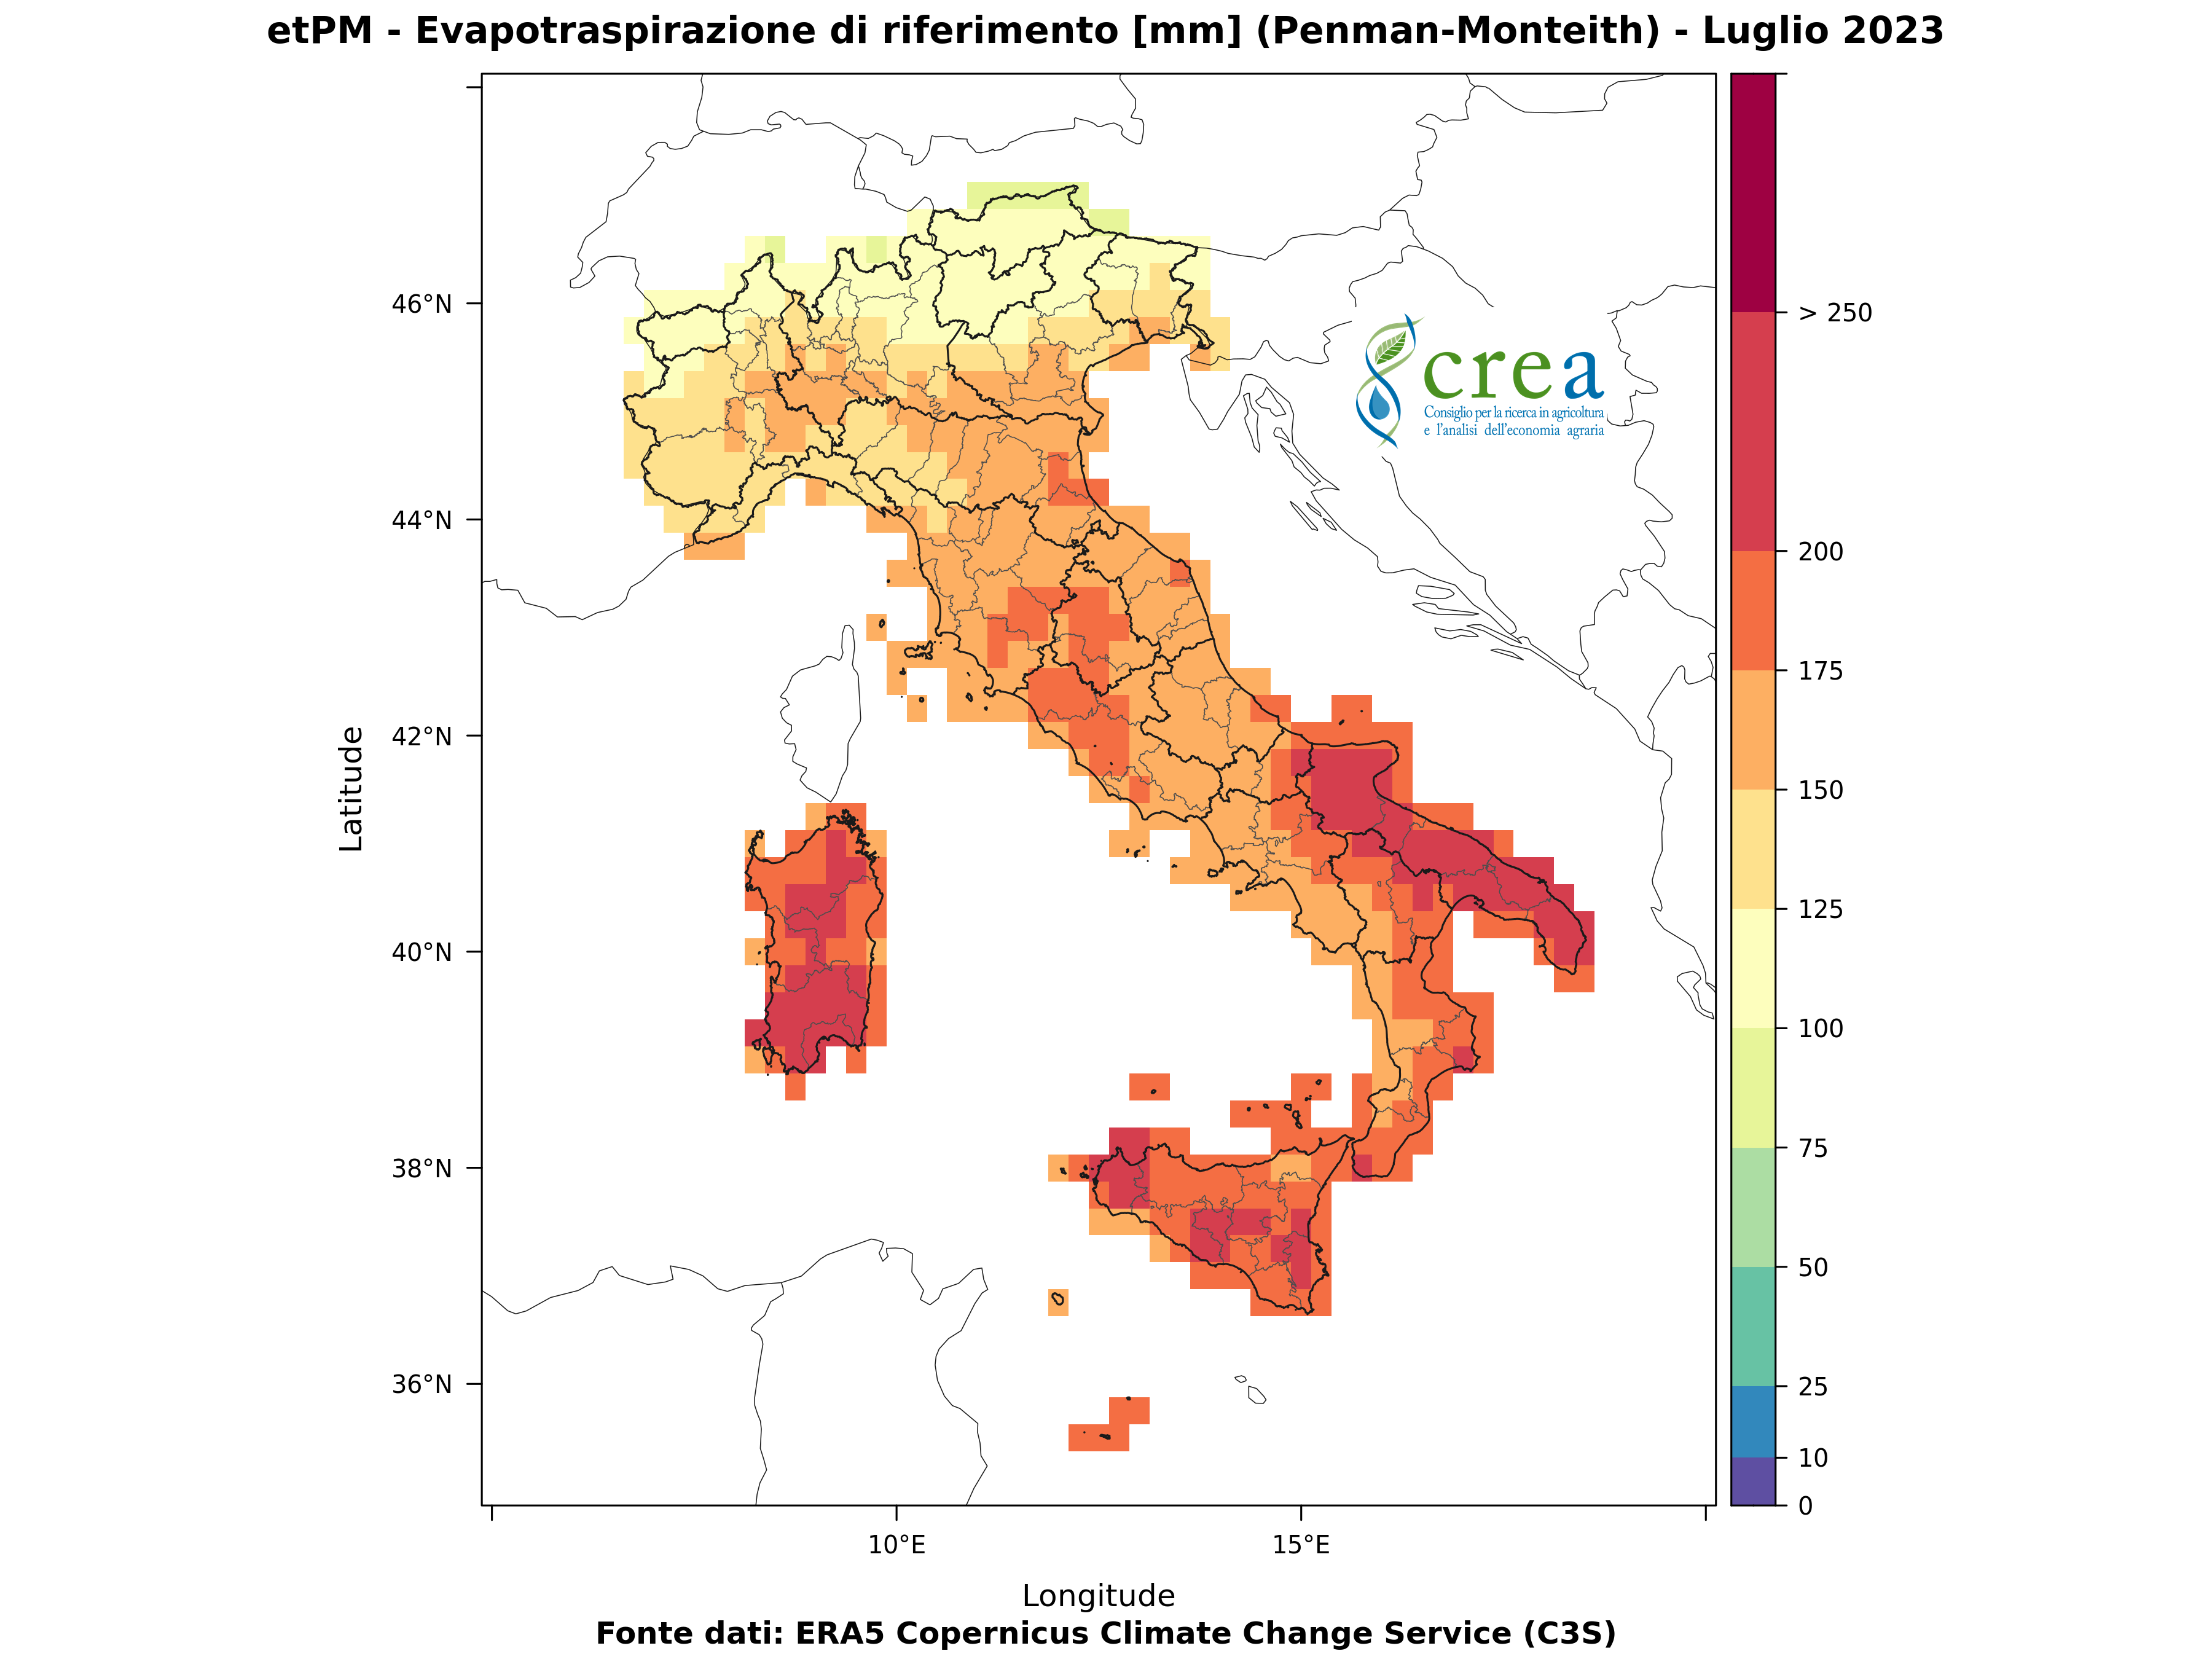 etPM - Evapotraspirazione di riferimento [mm] (Penman-Monteith) - Luglio 2023
46°N
44°N
42°N
40°N
38°N
36°N
Latitude
crea
Consiglio per la ricerca in agricoltura
e l'analisi dell'economia agraria
> 250
200
175
150
125
100
75
50
25
10
0
10°E
15°E
Longitude
Fonte dati: ERA5 Copernicus Climate Change Service (C3S)